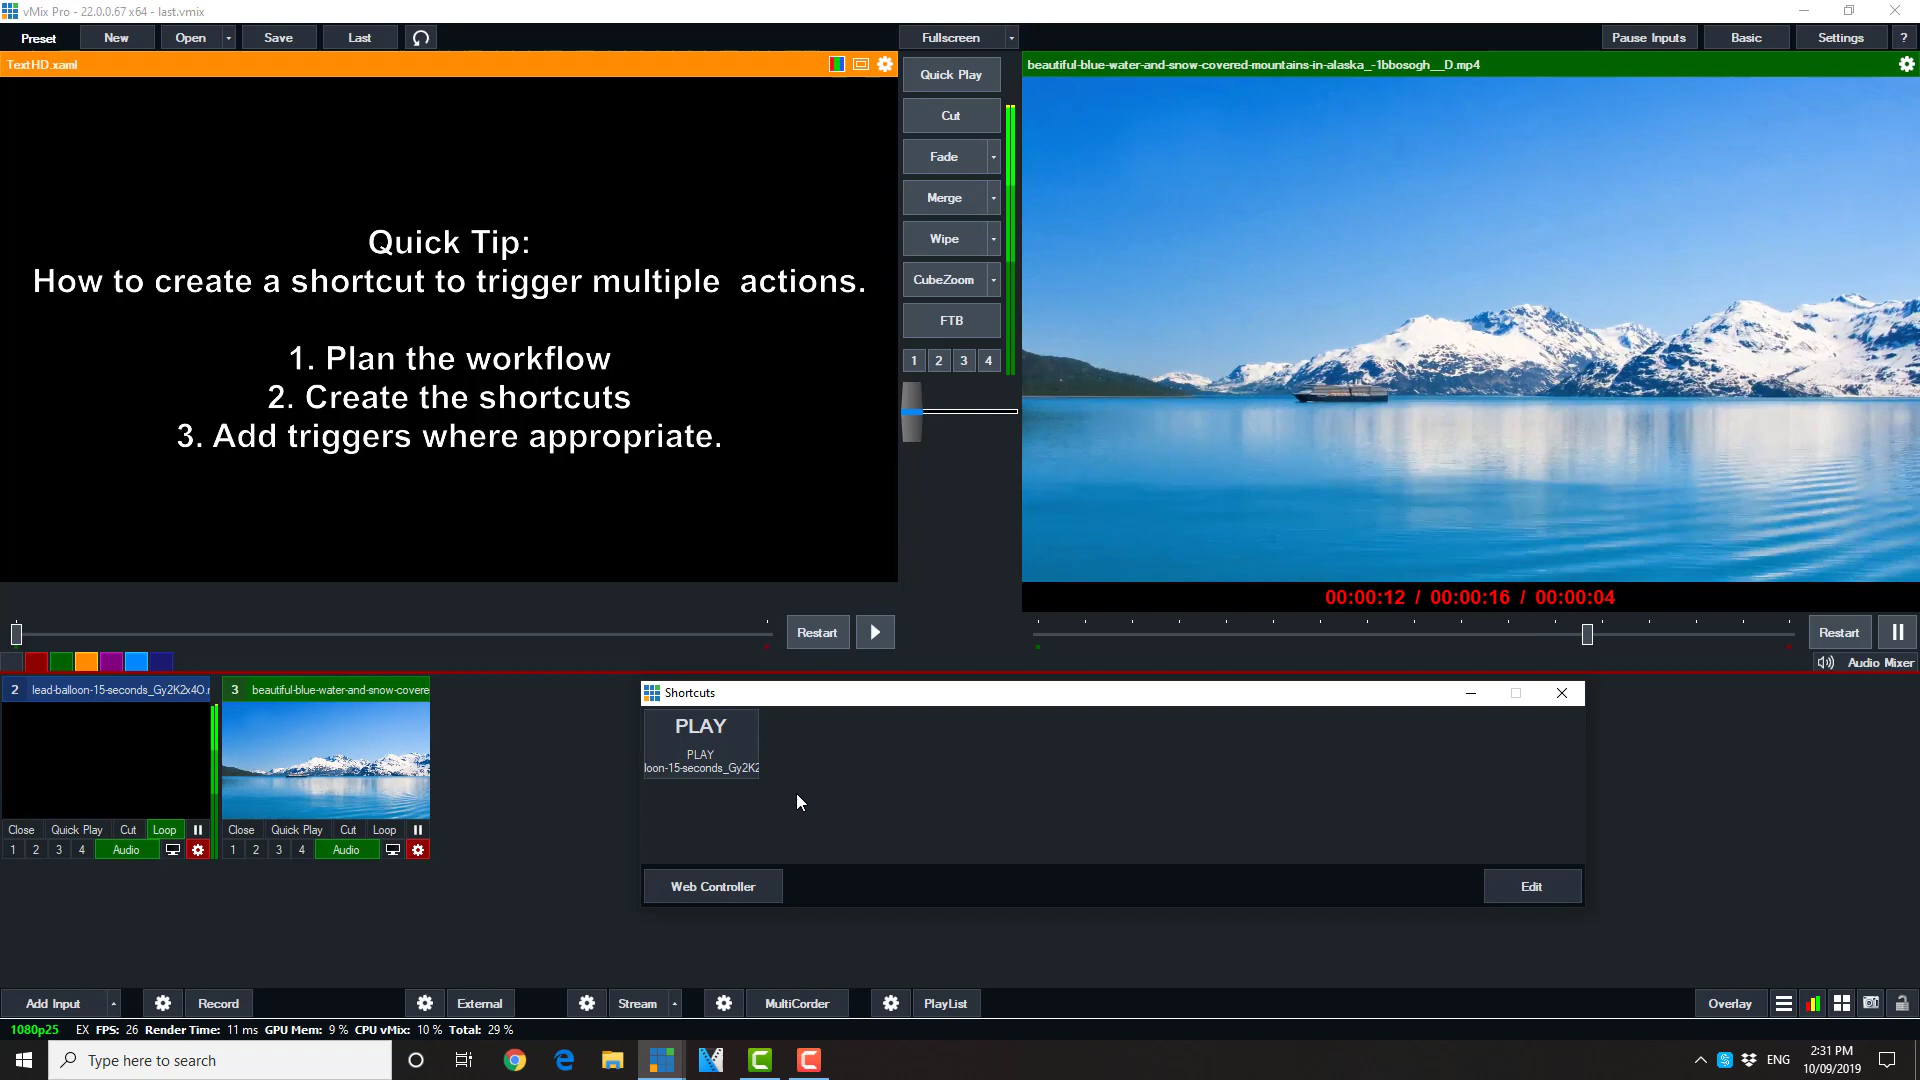 vMix Pro - 22.0.0.67 x64 - last.vmix
Preset
New
Open
Save
Last
Fullscreen
Pause Inputs
Basic
Settings
?
TextHD.xaml
Quick Play
beautiful-blue-water-and-snow-covered-mountains-in-alaska_-1bbosogh__D.mp4
Cut
Fade
Merge
Wipe
CubeZoom
FTB
1 2 3 4
Quick Tip:
How to create a shortcut to trigger multiple  actions.
1. Plan the workflow
2. Create the shortcuts
3. Add triggers where appropriate.
00:00:12 / 00:00:16 / 00:00:04
Restart
Restart
Audio Mixer
2 lead-balloon-15-seconds_Gy2K2x4O.r
3 beautiful-blue-water-and-snow-covere
Close Quick Play Cut Loop
1 2 3 4 Audio
Close Quick Play Cut Loop
1 2 3 4 Audio
Shortcuts
PLAY
PLAY
loon-15-seconds_Gy2K2
Web Controller
Edit
Add Input
Record
External
Stream
MultiCorder
PlayList
Overlay
1080p25 EX FPS: 26 Render Time: 11 ms GPU Mem: 9 % CPU vMix: 10 % Total: 29 %
Type here to search
ENG
2:31 PM
10/09/2019